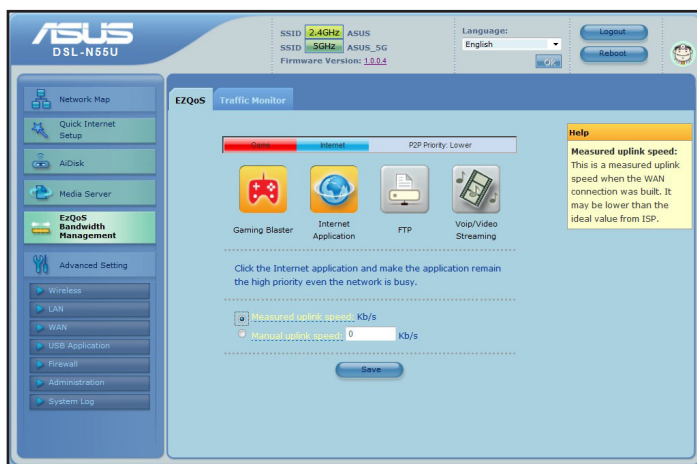 ASUS
DSL-N55U
SSID 2.4GHz ASUS
SSID 5GHz ASUS_5G
Firmware Version: 1.0.0.4
Language:
English
OK
Logout
Reboot
Network Map
Quick Internet
Setup
AiDisk
Media Server
EzQoS
Bandwidth
Management
Advanced Setting
Wireless
LAN
WAN
USB Application
Firewall
Administration
System Log
EZQoS
Traffic Monitor
Game
Internet
P2P Priority: Lower
Gaming Blaster
Internet
Application
FTP
Voip/Video
Streaming
Click the Internet application and make the application remain
the high priority even the network is busy.
Measured uplink speed: Kb/s
Manual uplink speed: 0 Kb/s
Save
Help
Measured uplink speed:
This is a measured uplink
speed when the WAN
connection was built. It
may be lower than the
ideal value from ISP.